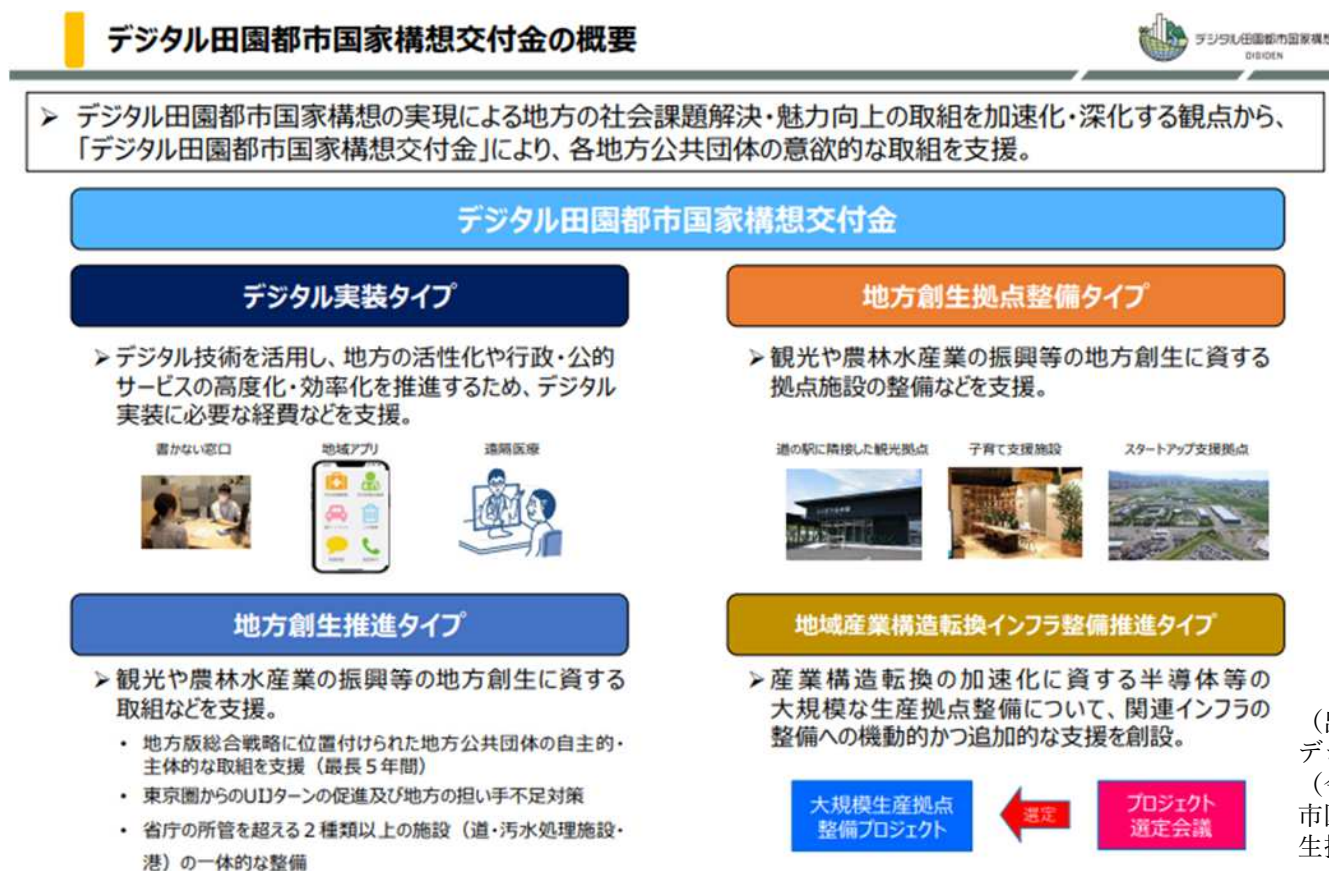 デジタル田園都市国家構想交付金の概要
デジタル田園都市国家構想
DIGIDEN
➢ デジタル田園都市国家構想の実現による地方の社会課題解決・魅力向上の取組を加速化・深化する観点から、
「デジタル田園都市国家構想交付金」により、各地方公共団体の意欲的な取組を支援。
デジタル田園都市国家構想交付金
デジタル実装タイプ
➢デジタル技術を活用し、地方の活性化や行政・公的
サービスの高度化・効率化を推進するため、デジタル
実装に必要な経費などを支援。
書かない窓口 地域アプリ 遠隔医療
地方創生拠点整備タイプ
➢観光や農林水産業の振興等の地方創生に資する
拠点施設の整備などを支援。
道の駅に隣接した観光拠点 子育て支援施設 スタートアップ支援拠点
地方創生推進タイプ
➢観光や農林水産業の振興等の地方創生に資する
取組などを支援。
• 地方版総合戦略に位置付けられた地方公共団体の自主的・
主体的な取組を支援（最長５年間）
• 東京圏からのUIJターンの促進及び地方の担い手不足対策
• 省庁の所管を超える２種類以上の施設（道・汚水処理施設・
港）の一体的な整備
地域産業構造転換インフラ整備推進タイプ
➢産業構造転換の加速化に資する半導体等の
大規模な生産拠点整備について、関連インフラの
整備への機動的かつ追加的な支援を創設。
大規模生産拠点
整備プロジェクト
選定
プロジェクト
選定会議
デ
市
生